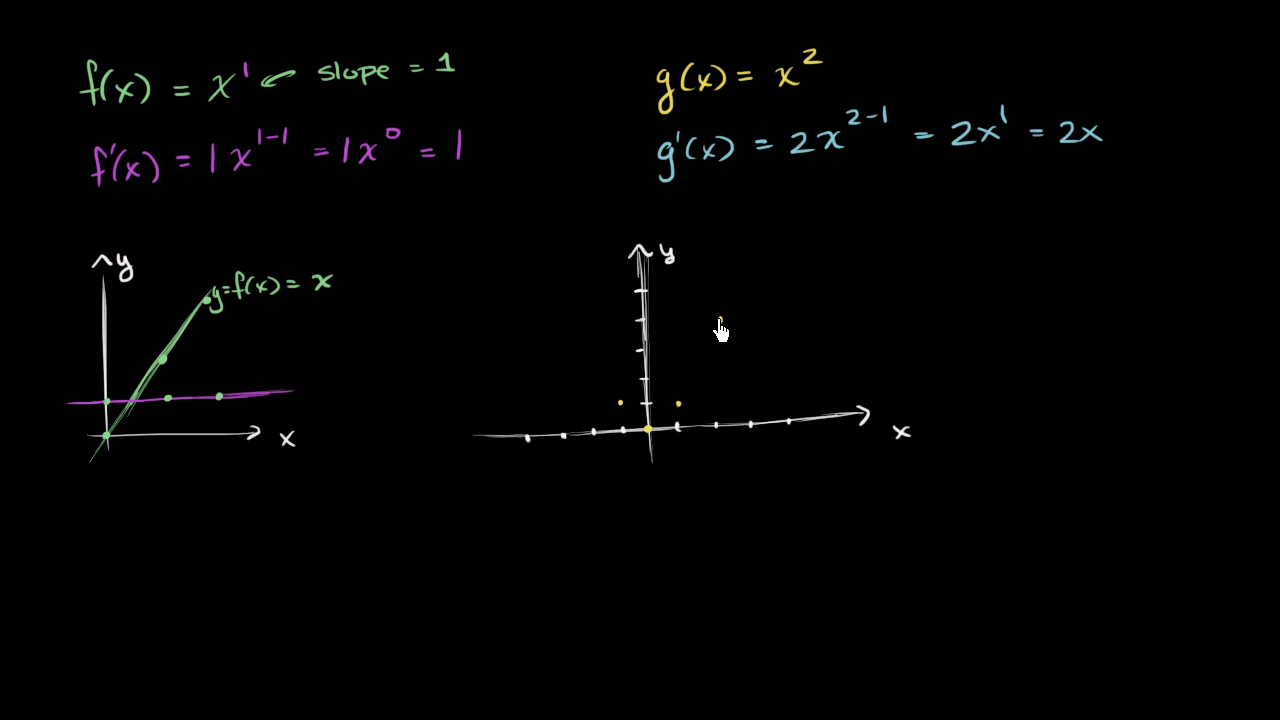 f(x) = x¹ ← slope = 1
f'(x) = 1x¹⁻¹ = 1x⁰ = 1
g(x) = x²
g'(x) = 2x²⁻¹ = 2x¹ = 2x
y
y=f(x) = x
x
y
x